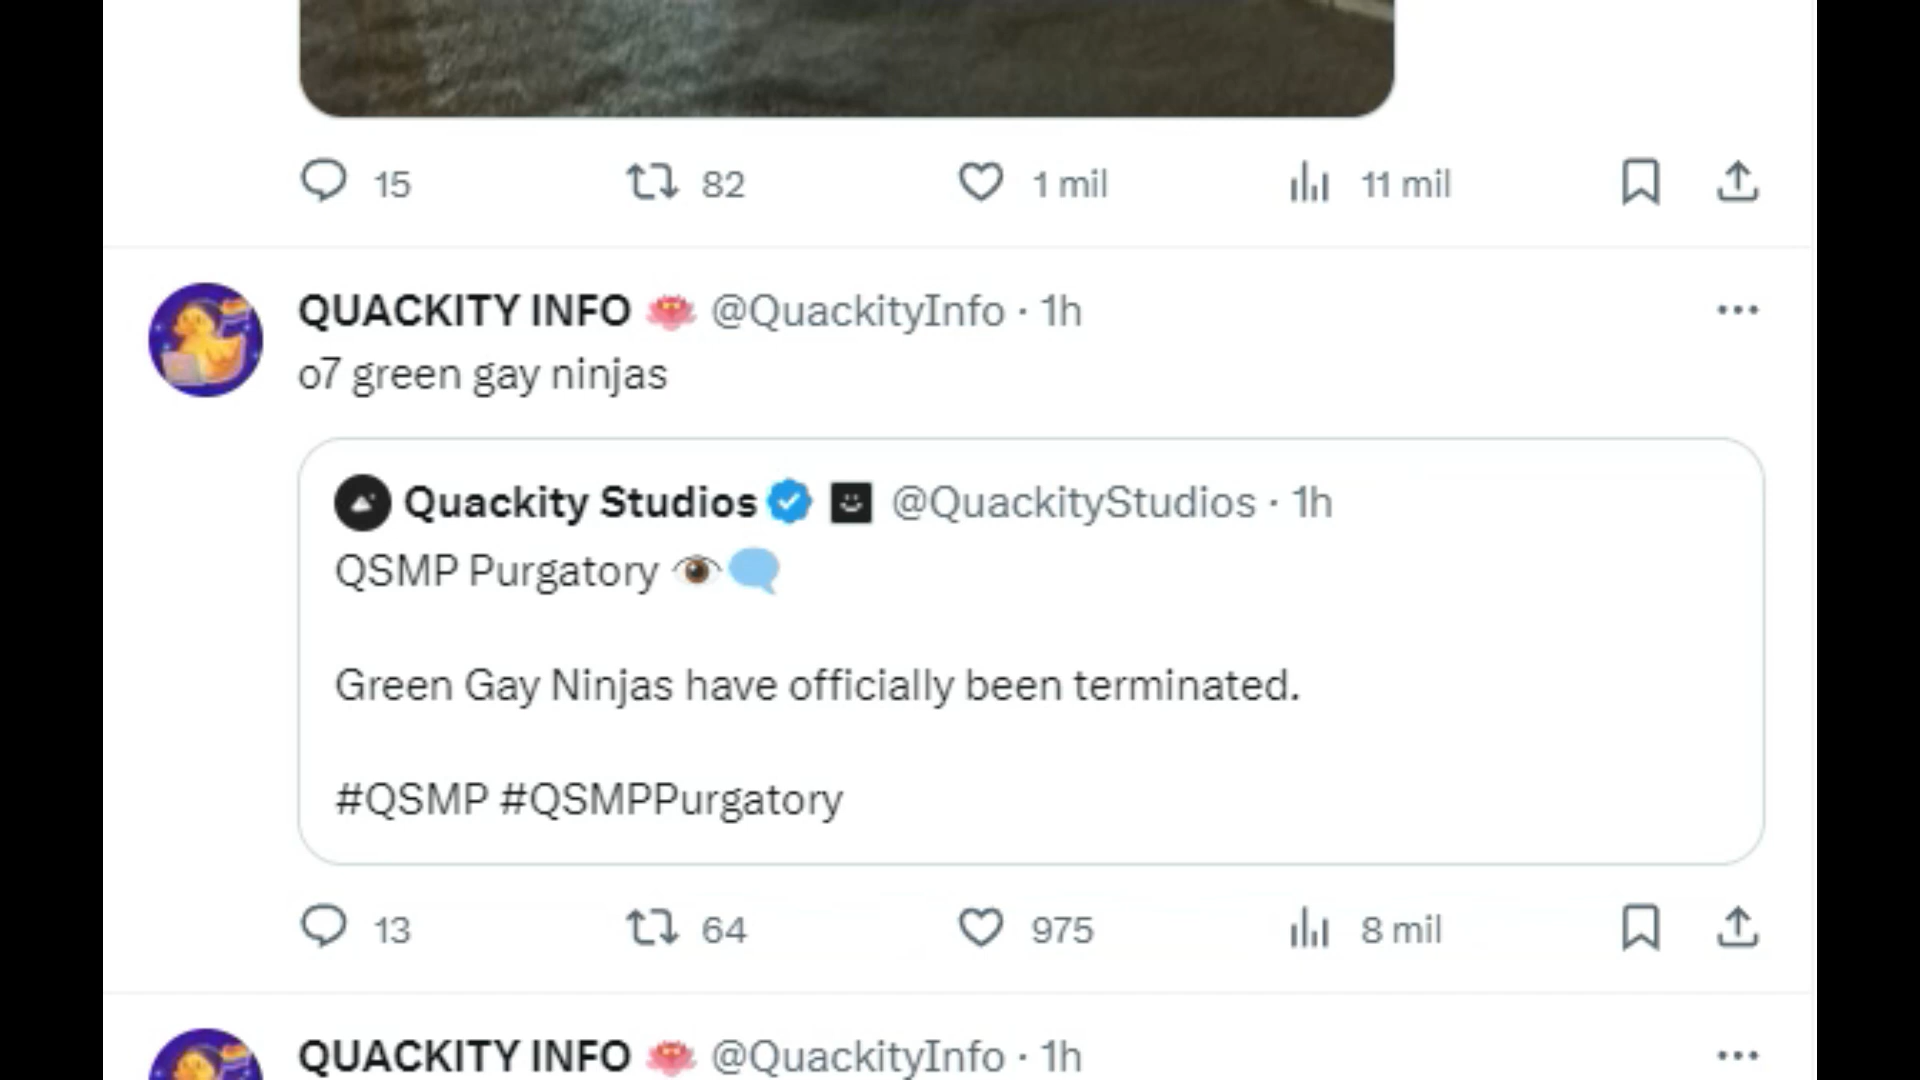 15 82 1 mil 11 mil
QUACKITY INFO @QuackityInfo · 1h
o7 green gay ninjas
Quackity Studios @QuackityStudios · 1h
QSMP Purgatory 👁️🗨️
Green Gay Ninjas have officially been terminated.
#QSMP #QSMPPurgatory
13 64 975 8 mil
QUACKITY INFO @QuackityInfo · 1h